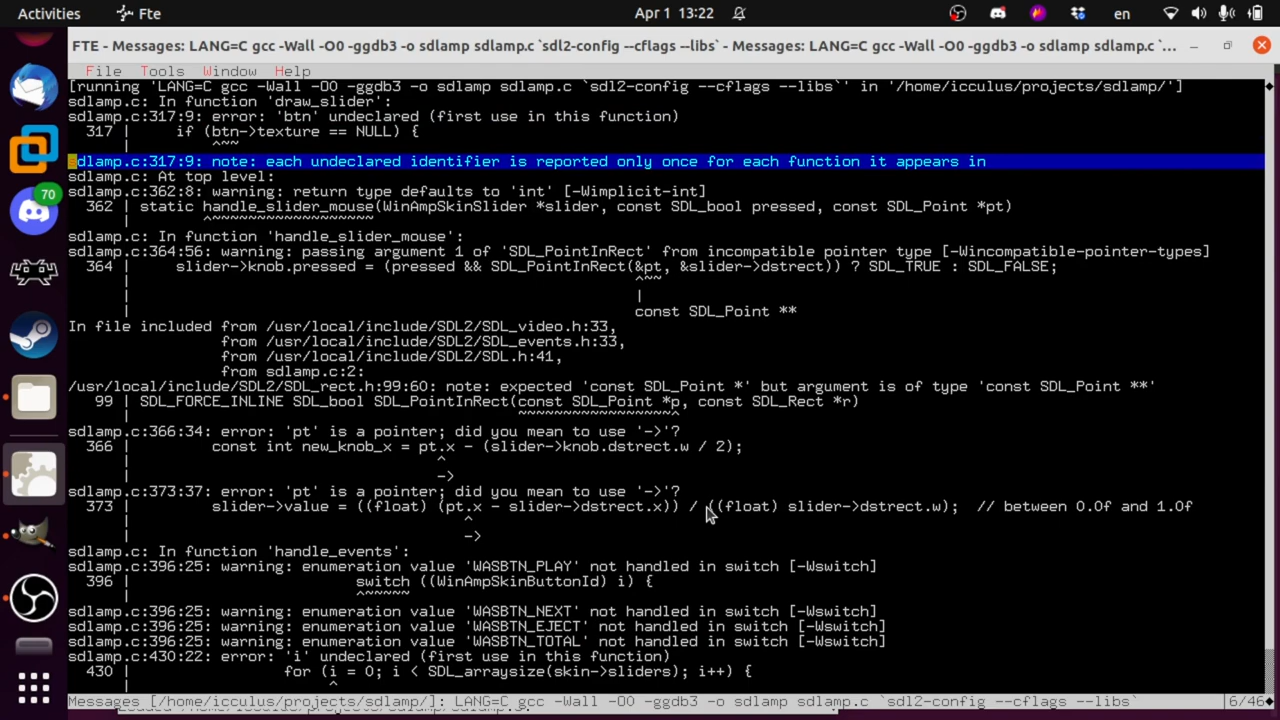 Activities
Fte
Apr 1 13:22
en
FTE - Messages: LANG=C gcc -Wall -O0 -ggdb3 -o sdlamp sdlamp.c `sdl2-config --cflags --libs` - Messages: LANG=C gcc -Wall -O0 -ggdb3 -o sdlamp sdlamp.c `...
File Tools Window Help
[running 'LANG=C gcc -Wall -O0 -ggdb3 -o sdlamp sdlamp.c `sdl2-config --cflags --libs`' in '/home/icculus/projects/sdlamp/']
sdlamp.c: In function 'draw_slider':
sdlamp.c:317:9: error: 'btn' undeclared (first use in this function)
317 | if (btn->texture == NULL) {
| ^~~
sdlamp.c:317:9: note: each undeclared identifier is reported only once for each function it appears in
sdlamp.c: At top level:
sdlamp.c:362:8: warning: return type defaults to 'int' [-Wimplicit-int]
362 | static handle_slider_mouse(WinAmpSkinSlider *slider, const SDL_bool pressed, const SDL_Point *pt)
| ^~~~~~~~~~~~~~~~~~~
sdlamp.c: In function 'handle_slider_mouse':
sdlamp.c:364:56: warning: passing argument 1 of 'SDL_PointInRect' from incompatible pointer type [-Wincompatible-pointer-types]
364 | slider->knob.pressed = (pressed && SDL_PointInRect(&pt, &slider->dstrect)) ? SDL_TRUE : SDL_FALSE;
| ^~~
| |
| const SDL_Point **
In file included from /usr/local/include/SDL2/SDL_video.h:33,
from /usr/local/include/SDL2/SDL_events.h:33,
from /usr/local/include/SDL2/SDL.h:41,
from sdlamp.c:2:
/usr/local/include/SDL2/SDL_rect.h:99:60: note: expected 'const SDL_Point *' but argument is of type 'const SDL_Point **'
99 | SDL_FORCE_INLINE SDL_bool SDL_PointInRect(const SDL_Point *p, const SDL_Rect *r)
| ~~~~~~~~~~~~~~~~~^
sdlamp.c:366:34: error: 'pt' is a pointer; did you mean to use '->'?
366 | const int new_knob_x = pt.x - (slider->knob.dstrect.w / 2);
| ^
| ->
sdlamp.c:373:37: error: 'pt' is a pointer; did you mean to use '->'?
373 | slider->value = ((float) (pt.x - slider->dstrect.x)) / ((float) slider->dstrect.w); // between 0.0f and 1.0f
| ^
| ->
sdlamp.c: In function 'handle_events':
sdlamp.c:396:25: warning: enumeration value 'WASBTN_PLAY' not handled in switch [-Wswitch]
396 | switch ((WinAmpSkinButtonId) i) {
| ^~~~~~
sdlamp.c:396:25: warning: enumeration value 'WASBTN_NEXT' not handled in switch [-Wswitch]
sdlamp.c:396:25: warning: enumeration value 'WASBTN_EJECT' not handled in switch [-Wswitch]
sdlamp.c:396:25: warning: enumeration value 'WASBTN_TOTAL' not handled in switch [-Wswitch]
sdlamp.c:430:22: error: 'i' undeclared (first use in this function)
430 | for (i = 0; i < SDL_arraysize(skin->sliders); i++) {
| ^
Messages [/home/icculus/projects/sdlamp/]: LANG=C gcc -Wall -O0 -ggdb3 -o sdlamp sdlamp.c `sdl2-config --cflags --libs` |6/46
70